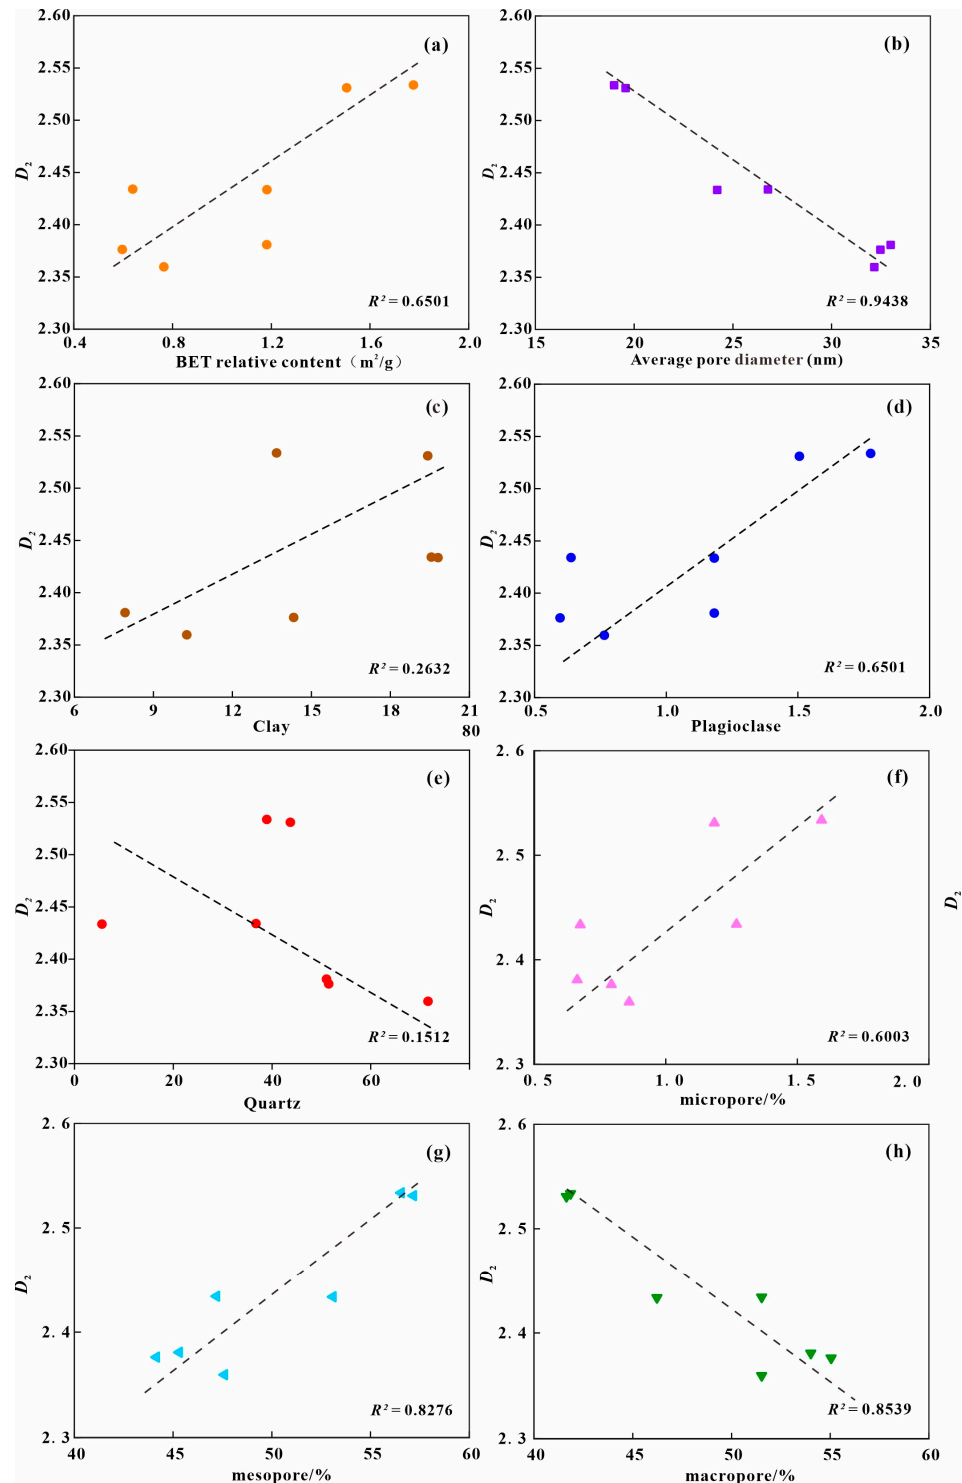 2.60
2.55
2.50
2.45
2.40
2.35
2.30
D2
(a)
R² = 0.6501
0.4 0.8 1.2 1.6 2.0
BET relative content（m²/g）
2.60
2.55
2.50
2.45
2.40
2.35
2.30
D2
(b)
R² = 0.9438
15 20 25 30 35
Average pore diameter (nm)
2.60
2.55
2.50
2.45
2.40
2.35
2.30
D2
(c)
R² = 0.2632
6 9 12 15 18 21
Clay
80
2.60
2.55
2.50
2.45
2.40
2.35
2.30
D2
(d)
R² = 0.6501
0.5 1.0 1.5 2.0
Plagioclase
2.60
2.55
2.50
2.45
2.40
2.35
2.30
D2
(e)
R² = 0.1512
0 20 40 60
Quartz
2.6
2.5
2.4
2.3
D2
(f)
R² = 0.6003
0.5 1.0 1.5 2.0
micropore/%
D2
2.6
2.5
2.4
2.3
D2
(g)
R² = 0.8276
40 45 50 55 60
mesopore/%
2.6
2.5
2.4
2.3
D2
(h)
R² = 0.8539
40 45 50 55 60
macropore/%